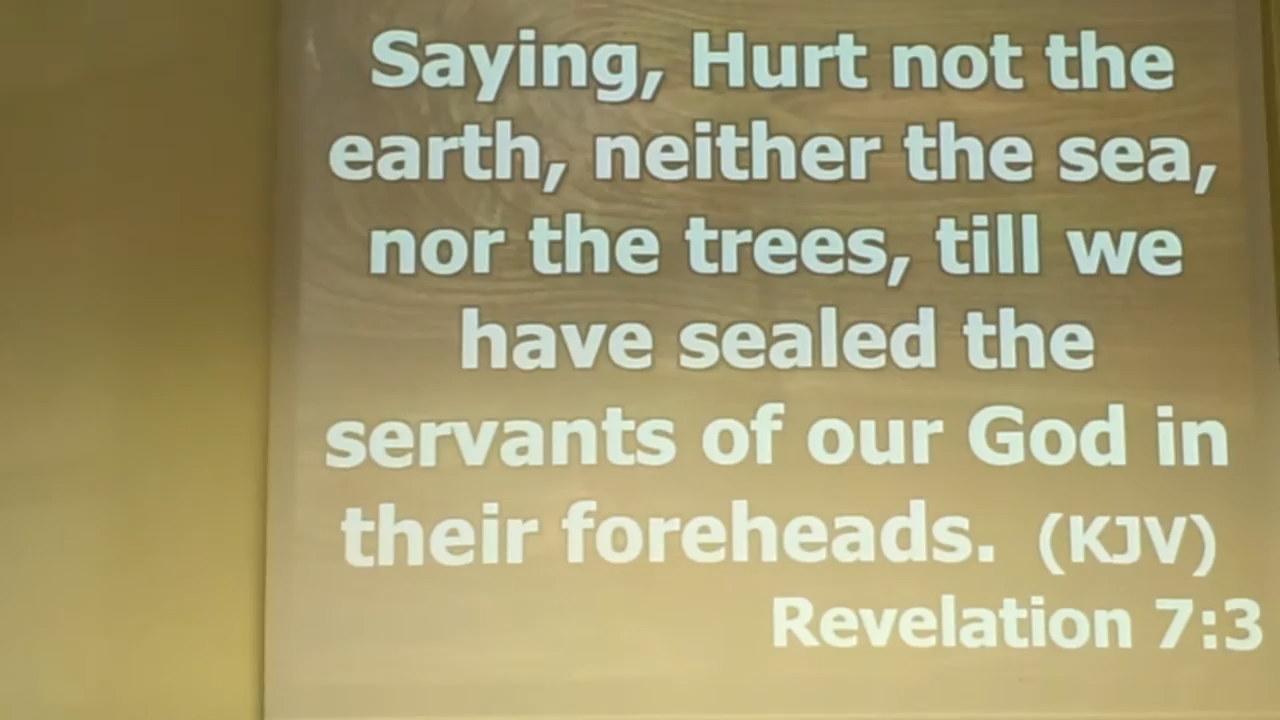 Saying, Hurt not the
earth, neither the sea,
nor the trees, till we
have sealed the
servants of our God in
their foreheads. (KJV)
Revelation 7:3